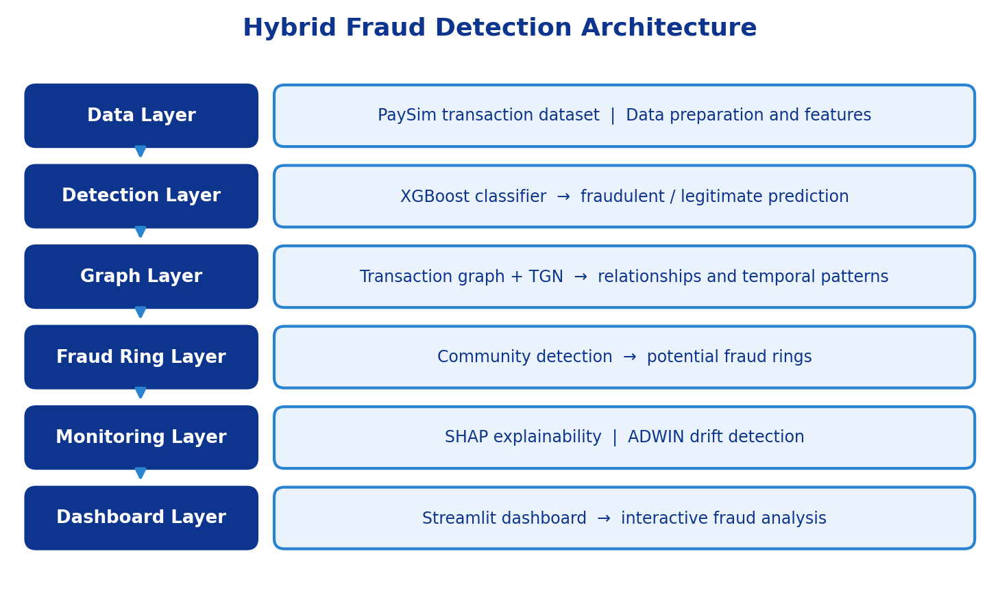 Hybrid Fraud Detection Architecture
Data Layer
PaySim transaction dataset | Data preparation and features
Detection Layer
XGBoost classifier → fraudulent / legitimate prediction
Graph Layer
Transaction graph + TGN → relationships and temporal patterns
Fraud Ring Layer
Community detection → potential fraud rings
Monitoring Layer
SHAP explainability | ADWIN drift detection
Dashboard Layer
Streamlit dashboard → interactive fraud analysis